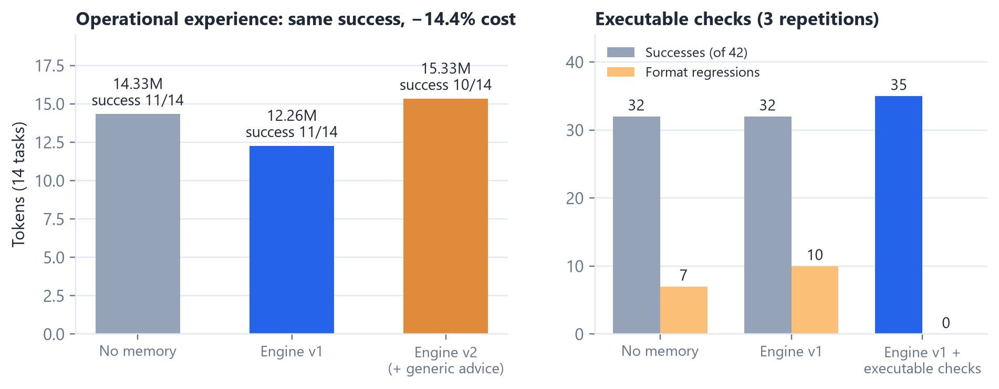 Operational experience: same success, −14.4% cost
Tokens (14 tasks)
17.5
15.0
12.5
10.0
7.5
5.0
2.5
0.0
14.33M
success 11/14
12.26M
success 11/14
15.33M
success 10/14
No memory
Engine v1
Engine v2
(+ generic advice)
Executable checks (3 repetitions)
Successes (of 42)
Format regressions
40
30
20
10
0
32
7
32
10
35
0
No memory
Engine v1
Engine v1 +
executable checks